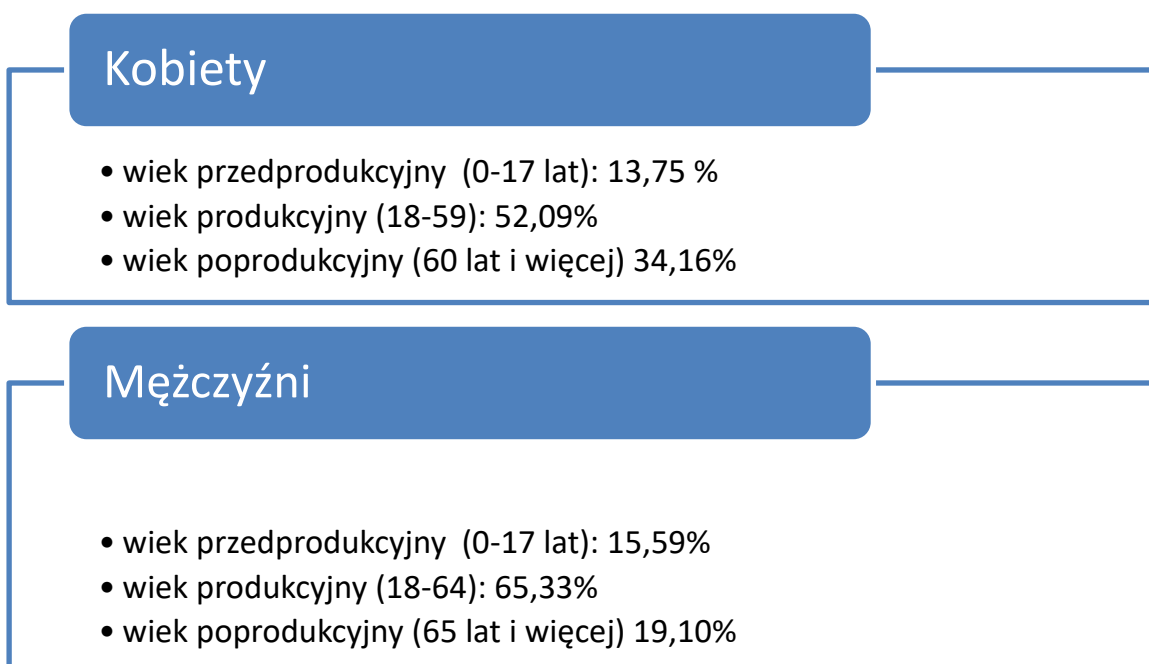 Kobiety
• wiek przedprodukcyjny (0-17 lat): 13,75 %
• wiek produkcyjny (18-59): 52,09%
• wiek poprodukcyjny (60 lat i więcej) 34,16%
Mężczyźni
• wiek przedprodukcyjny (0-17 lat): 15,59%
• wiek produkcyjny (18-64): 65,33%
• wiek poprodukcyjny (65 lat i więcej) 19,10%